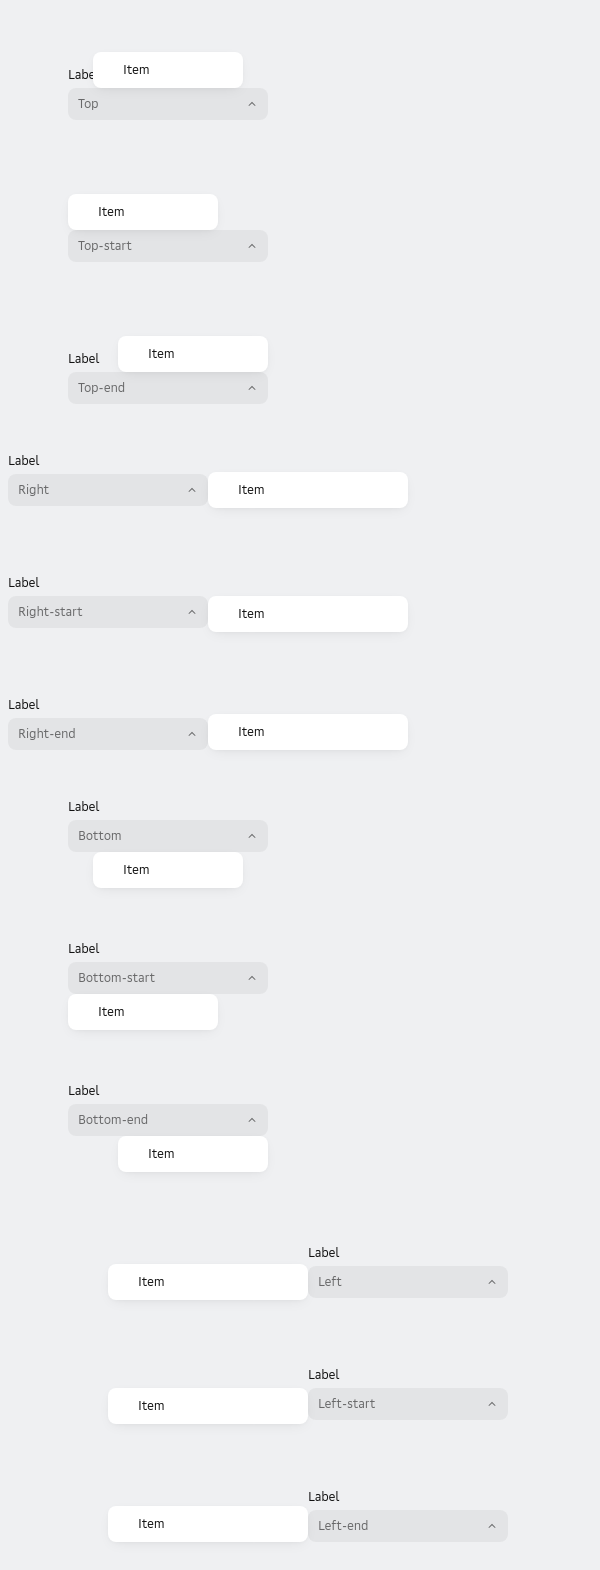 Labe
Item
Top
Item
Top-start
Label
Item
Top-end
Label
Right
Item
Label
Right-start
Item
Label
Right-end
Item
Label
Bottom
Item
Label
Bottom-start
Item
Label
Bottom-end
Item
Label
Item
Left
Label
Item
Left-start
Label
Item
Left-end